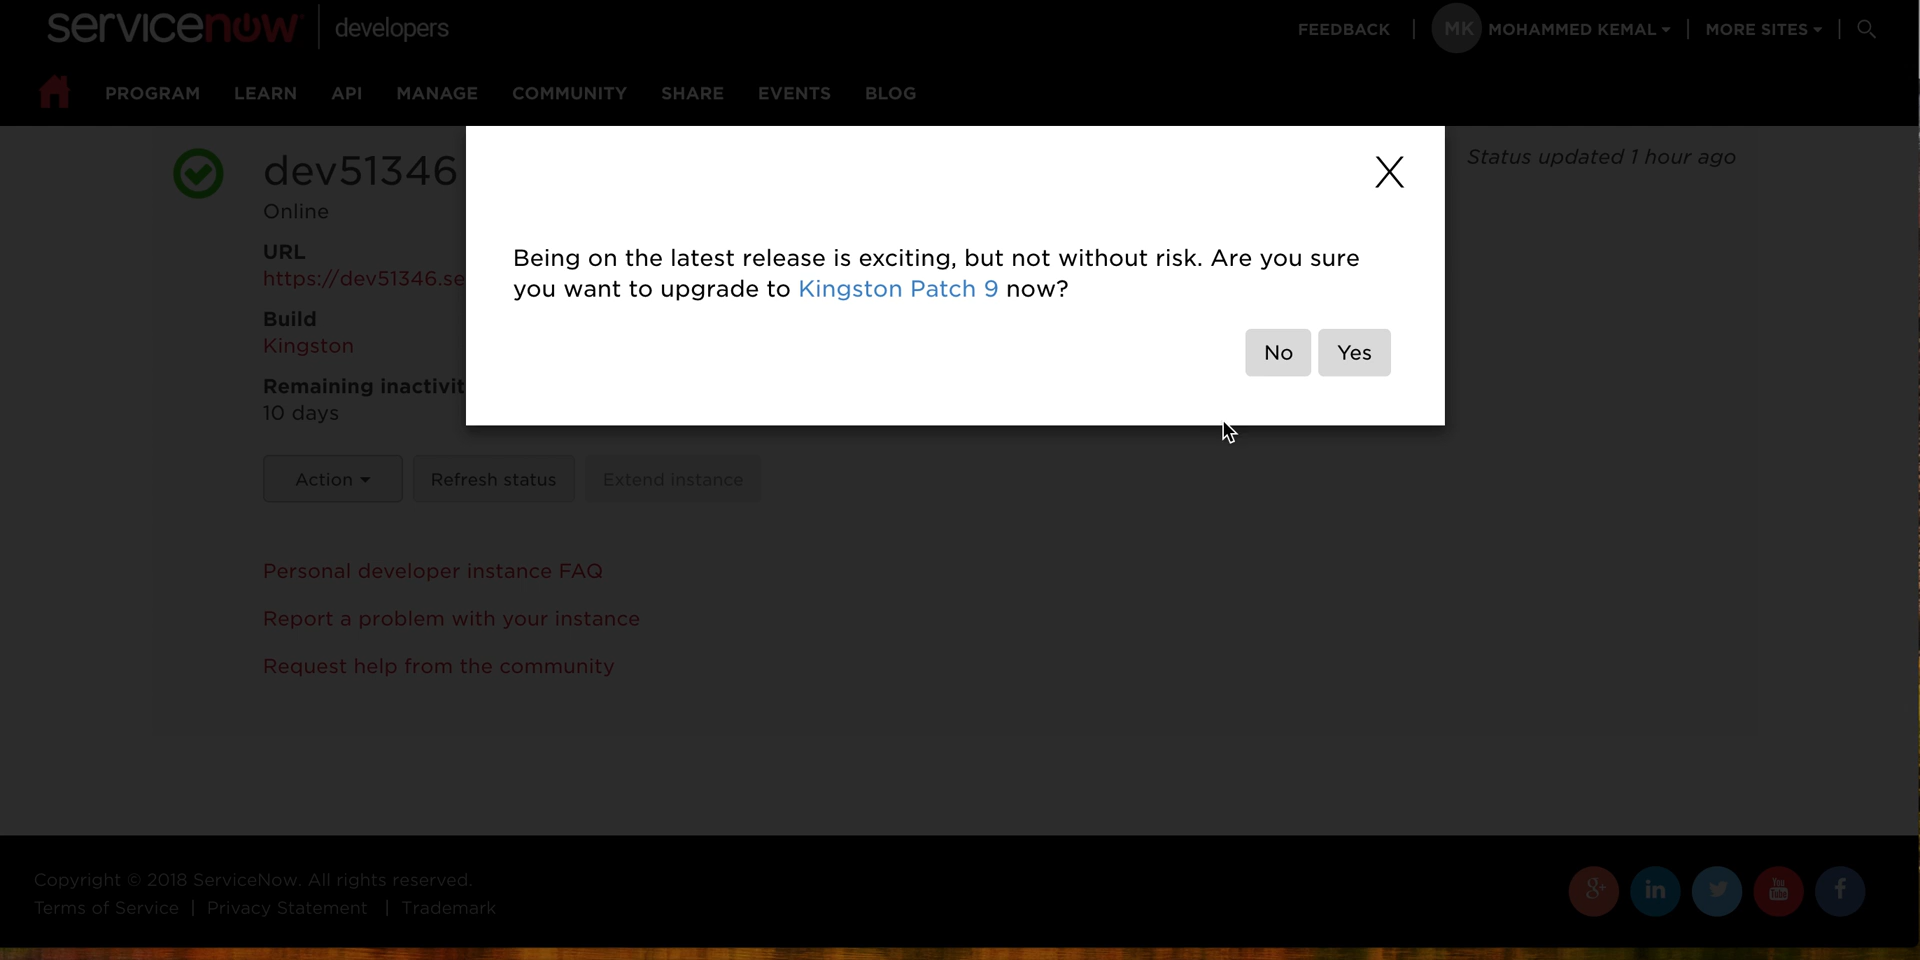 servicenow developers
FEEDBACK | MK MOHAMMED KEMAL | MORE SITES |
PROGRAM LEARN API MANAGE COMMUNITY SHARE EVENTS BLOG
dev51346
Status updated 1 hour ago
Online
URL
https://dev51346.se
Build
Kingston
Remaining inactivit
10 days
X
Being on the latest release is exciting, but not without risk. Are you sure
you want to upgrade to Kingston Patch 9 now?
No Yes
Action Refresh status Extend instance
Personal developer instance FAQ
Report a problem with your instance
Request help from the community
Copyright © 2018 ServiceNow. All rights reserved.
Terms of Service | Privacy Statement | Trademark
g+ in You Tube f